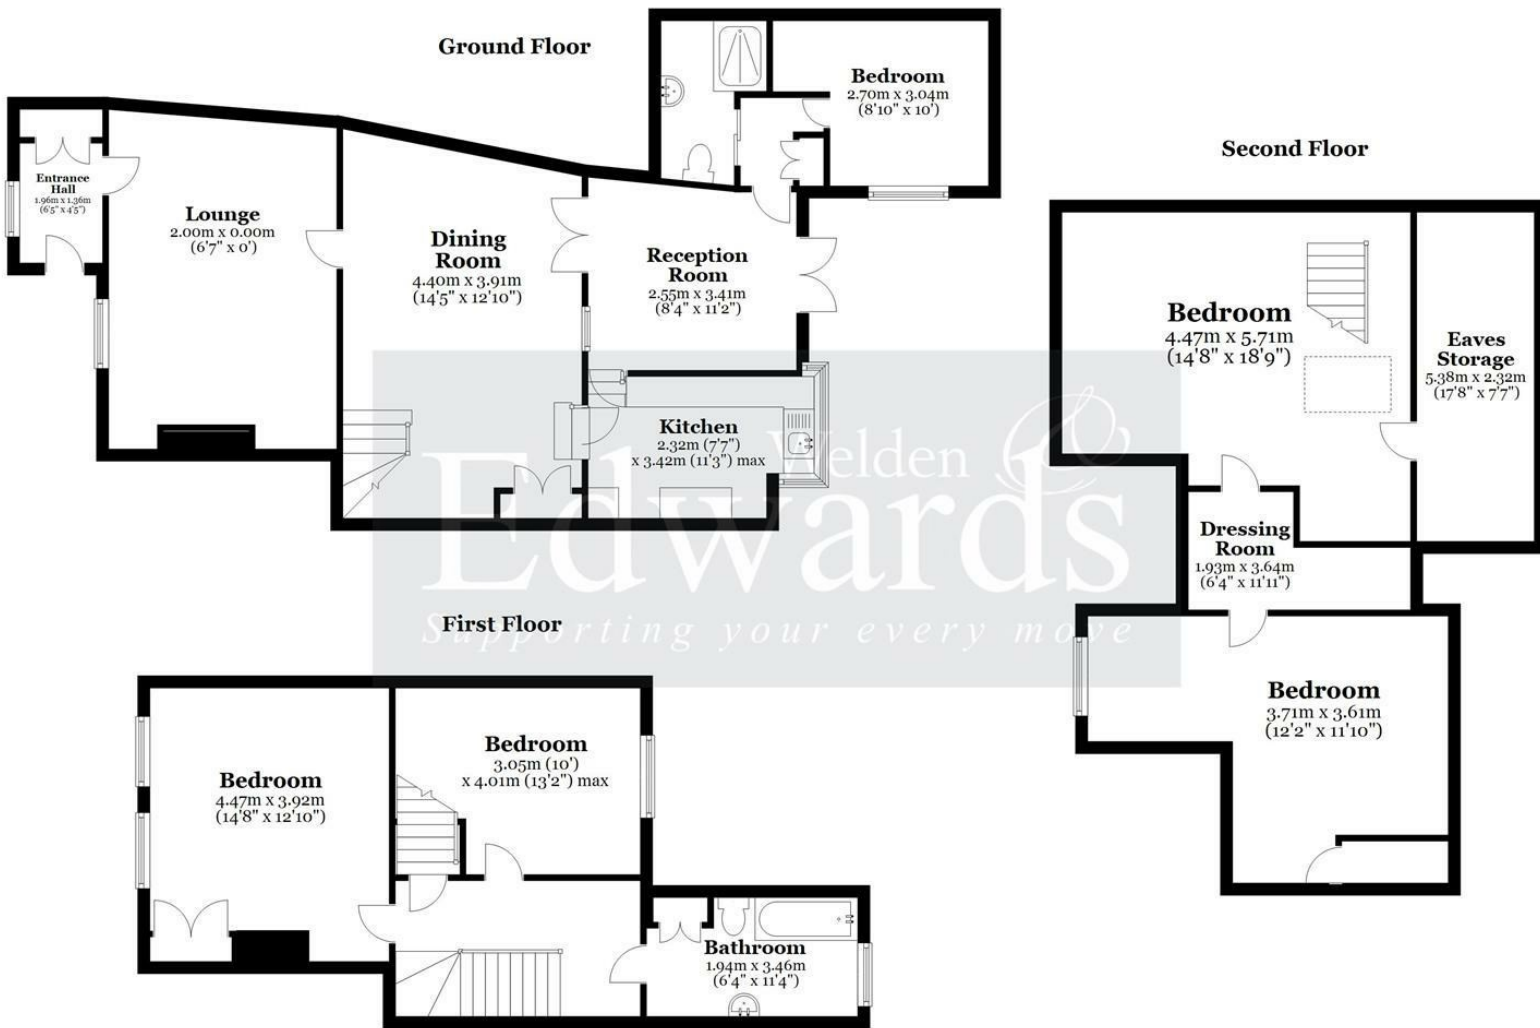 Ground Floor
Bedroom
2.70m x 3.04m
(8'10" x 10')
Entrance
Hall
1.96m x 1.36m
(6'5" x 4'5")
Lounge
2.00m x 0.00m
(6'7" x 0')
Dining
Room
4.40m x 3.91m
(14'5" x 12'10")
Reception
Room
2.55m x 3.41m
(8'4" x 11'2")
Kitchen
2.32m (7'7")
x 3.42m (11'3") max
Second Floor
Bedroom
4.47m x 5.71m
(14'8" x 18'9")
Eaves
Storage
5.38m x 2.32m
(17'8" x 7'7")
Dressing
Room
1.93m x 3.64m
(6'4" x 11'11")
Bedroom
3.71m x 3.61m
(12'2" x 11'10")
Welden &
Edwards
Supporting your every move
First Floor
Bedroom
4.47m x 3.92m
(14'8" x 12'10")
Bedroom
3.05m (10')
x 4.01m (13'2") max
Bathroom
1.94m x 3.46m
(6'4" x 11'4")